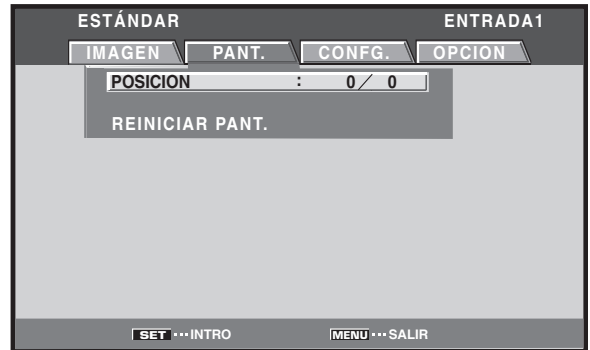 ESTÁNDAR ENTRADA1
IMAGEN PANT. CONFG. OPCION
POSICION : 0/ 0
REINICIAR PANT.
SET ··· INTRO MENU ··· SALIR